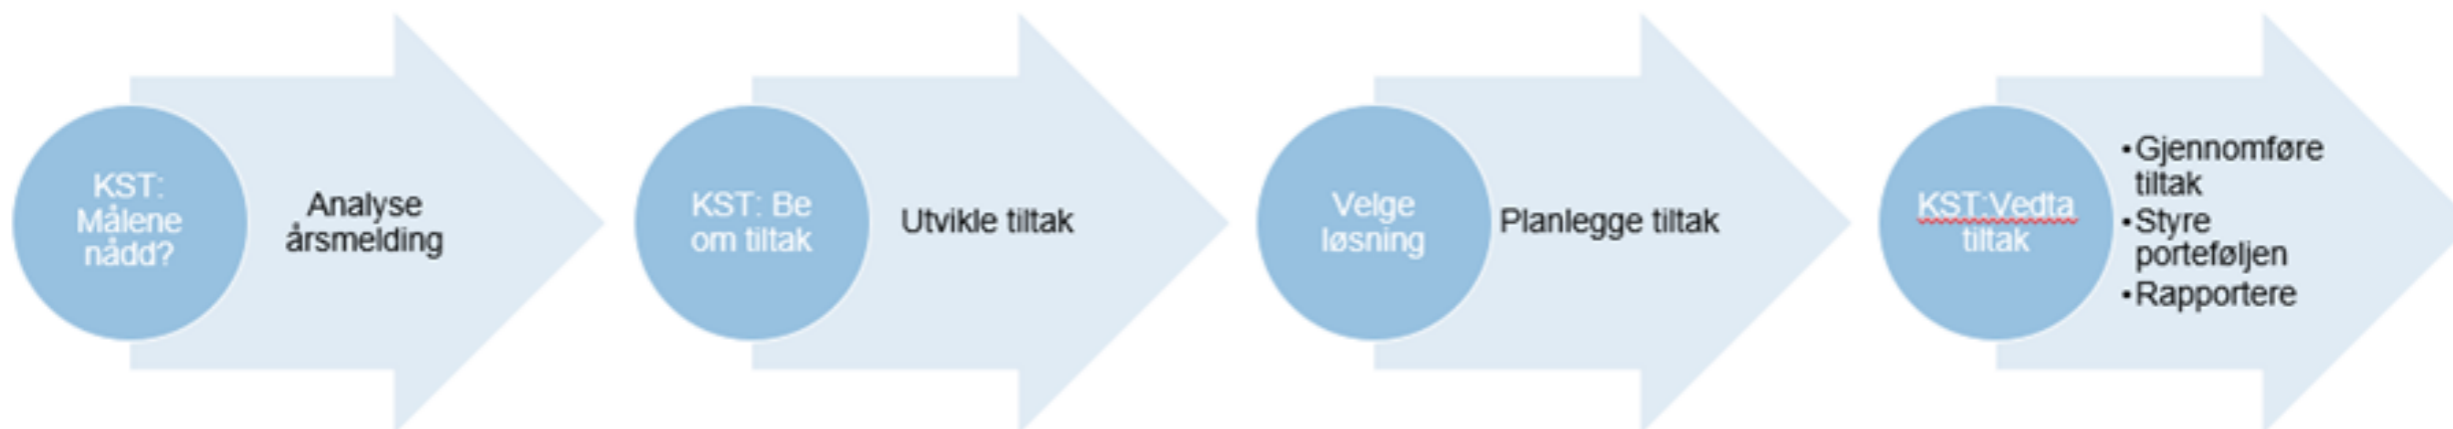 KST:
Målene
nådd?
Analyse
årsmelding
KST: Be
om tiltak
Utvikle tiltak
Velge
løsning
Planlegge tiltak
KST:Vedta
tiltak
•Gjennomføre
tiltak
•Styre
porteføljen
•Rapportere